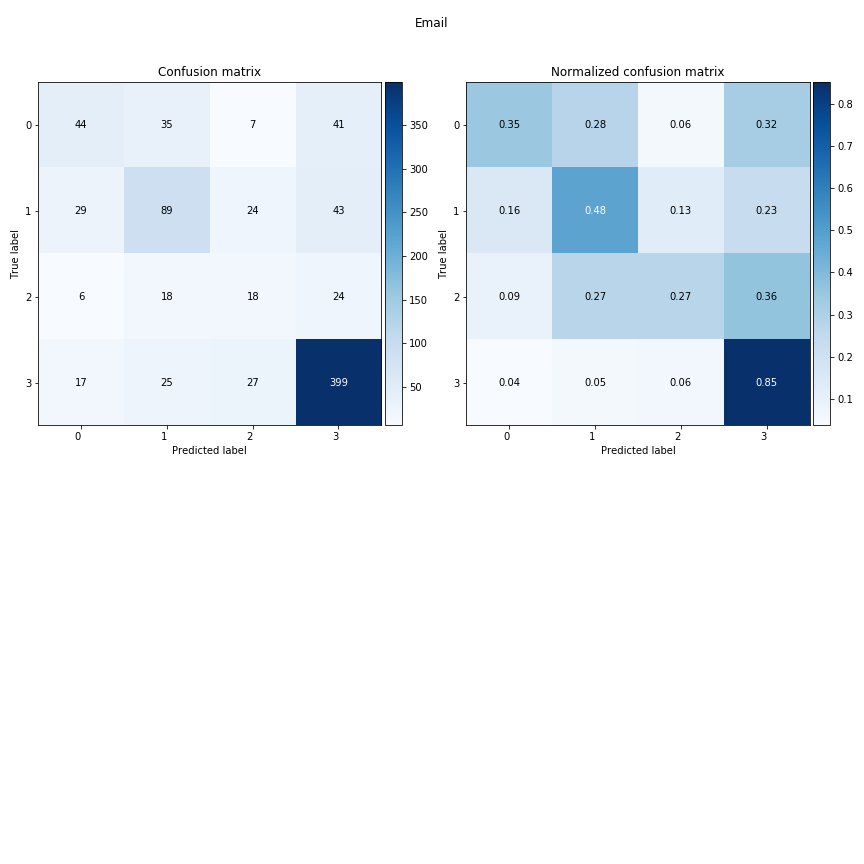 Email
Confusion matrix
0 44 35 7 41
1 29 89 24 43
2 6 18 18 24
3 17 25 27 399
0 1 2 3
Predicted label
True label
350
300
250
200
150
100
50
Normalized confusion matrix
0 0.35 0.28 0.06 0.32
1 0.16 0.48 0.13 0.23
2 0.09 0.27 0.27 0.36
3 0.04 0.05 0.06 0.85
0 1 2 3
Predicted label
True label
0.8
0.7
0.6
0.5
0.4
0.3
0.2
0.1